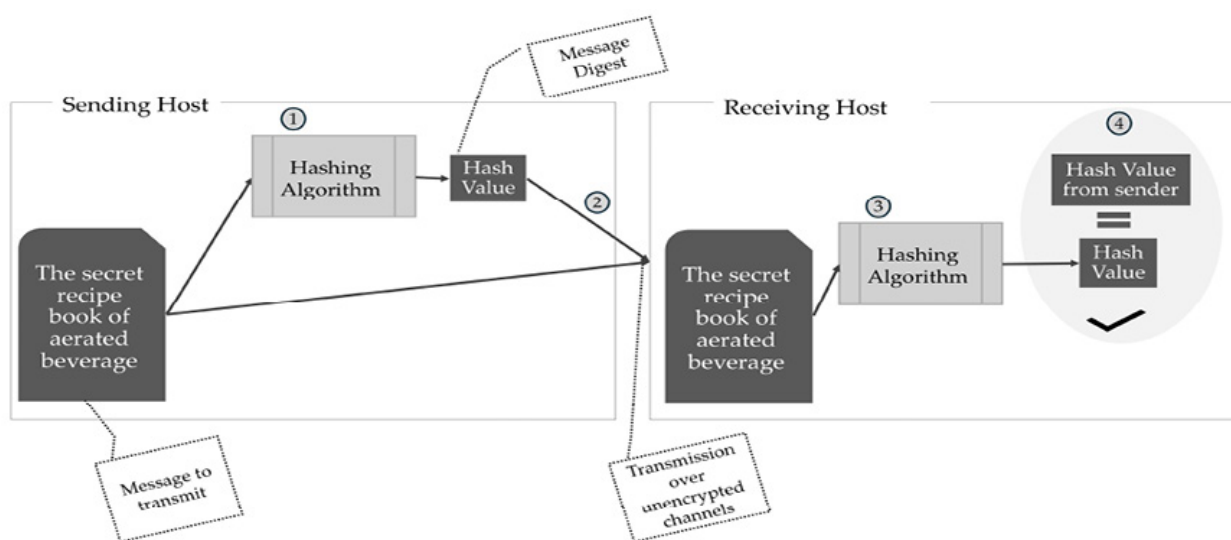 Message
Digest
Sending Host
Receiving Host
1
Hashing
Algorithm
Hash
Value
2
The secret
recipe
book of
aerated
beverage
Message to
transmit
Transmission
over
unencrypted
channels
The secret
recipe
book of
aerated
beverage
3
Hashing
Algorithm
4
Hash Value
from sender
=
Hash
Value